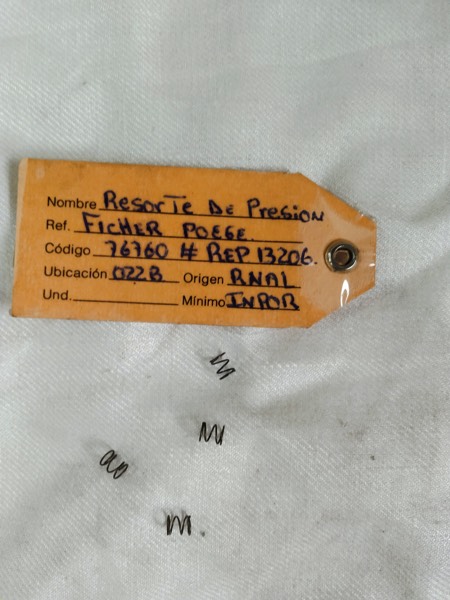 Nombre Resorte De Presion
Ref. FicHER POEGE.
Código 76760 # REP 13206.
Ubicación 022B Origen RNAL
Und. Mínimo INPOR